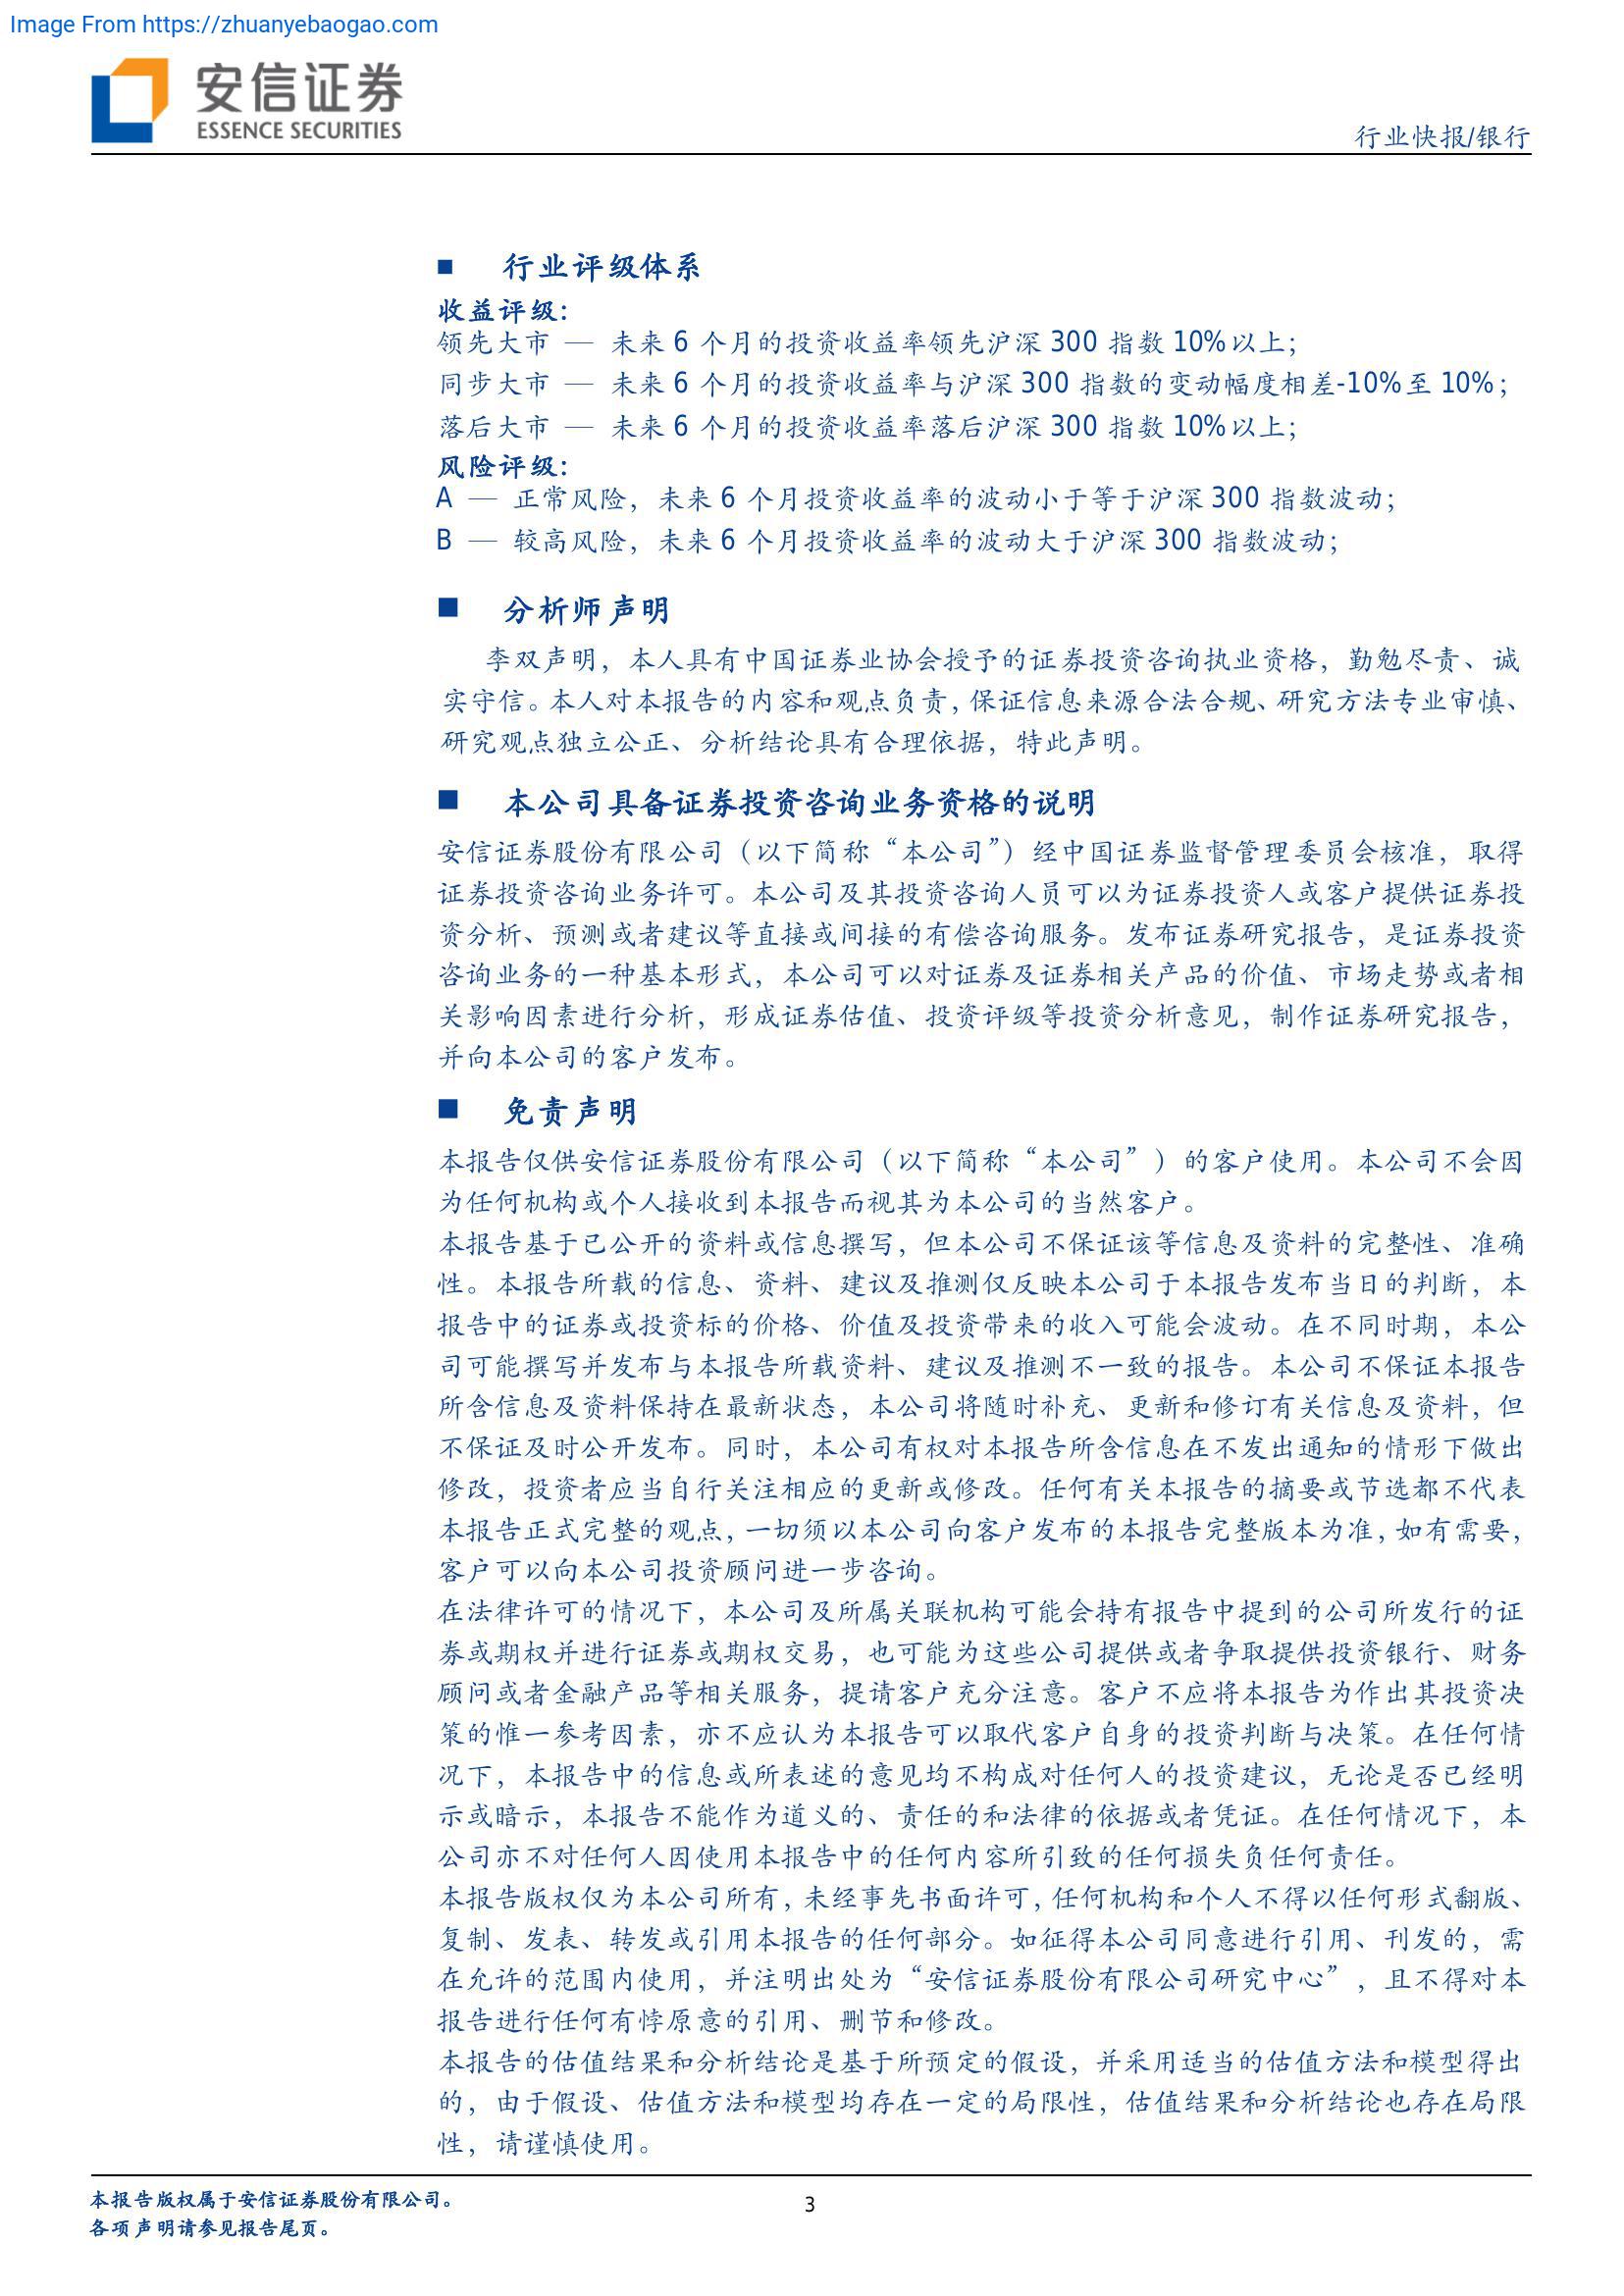 Image From https://zhuanyebaogao.com
安信证券
ESSENCE SECURITIES
行业快报/银行
■ 行业评级体系
收益评级：
领先大市 — 未来 6 个月的投资收益率领先沪深 300 指数 10%以上；
同步大市 — 未来 6 个月的投资收益率与沪深 300 指数的变动幅度相差-10%至 10%；
落后大市 — 未来 6 个月的投资收益率落后沪深 300 指数 10%以上；
风险评级：
A — 正常风险，未来 6 个月投资收益率的波动小于等于沪深 300 指数波动；
B — 较高风险，未来 6 个月投资收益率的波动大于沪深 300 指数波动；
■ 分析师声明
李双声明，本人具有中国证券业协会授予的证券投资咨询执业资格，勤勉尽责、诚
实守信。本人对本报告的内容和观点负责，保证信息来源合法合规、研究方法专业审慎、
研究观点独立公正、分析结论具有合理依据，特此声明。
■ 本公司具备证券投资咨询业务资格的说明
安信证券股份有限公司（以下简称“本公司”）经中国证券监督管理委员会核准，取得
证券投资咨询业务许可。本公司及其投资咨询人员可以为证券投资人或客户提供证券投
资分析、预测或者建议等直接或间接的有偿咨询服务。发布证券研究报告，是证券投资
咨询业务的一种基本形式，本公司可以对证券及证券相关产品的价值、市场走势或者相
关影响因素进行分析，形成证券估值、投资评级等投资分析意见，制作证券研究报告，
并向本公司的客户发布。
■ 免责声明
本报告仅供安信证券股份有限公司（以下简称“本公司”）的客户使用。本公司不会因
为任何机构或个人接收到本报告而视其为本公司的当然客户。
本报告基于已公开的资料或信息撰写，但本公司不保证该等信息及资料的完整性、准确
性。本报告所载的信息、资料、建议及推测仅反映本公司于本报告发布当日的判断，本
报告中的证券或投资标的价格、价值及投资带来的收入可能会波动。在不同时期，本公
司可能撰写并发布与本报告所载资料、建议及推测不一致的报告。本公司不保证本报告
所含信息及资料保持在最新状态，本公司将随时补充、更新和修订有关信息及资料，但
不保证及时公开发布。同时，本公司有权对本报告所含信息在不发出通知的情形下做出
修改，投资者应当自行关注相应的更新或修改。任何有关本报告的摘要或节选都不代表
本报告正式完整的观点，一切须以本公司向客户发布的本报告完整版本为准，如有需要，
客户可以向本公司投资顾问进一步咨询。
在法律许可的情况下，本公司及所属关联机构可能会持有报告中提到的公司所发行的证
券或期权并进行证券或期权交易，也可能为这些公司提供或者争取提供投资银行、财务
顾问或者金融产品等相关服务，提请客户充分注意。客户不应将本报告为作出其投资决
策的惟一参考因素，亦不应认为本报告可以取代客户自身的投资判断与决策。在任何情
况下，本报告中的信息或所表述的意见均不构成对任何人的投资建议，无论是否已经明
示或暗示，本报告不能作为道义的、责任的和法律的依据或者凭证。在任何情况下，本
公司亦不对任何人因使用本报告中的任何内容所引致的任何损失负任何责任。
本报告版权仅为本公司所有，未经事先书面许可，任何机构和个人不得以任何形式翻版、
复制、发表、转发或引用本报告的任何部分。如征得本公司同意进行引用、刊发的，需
在允许的范围内使用，并注明出处为“安信证券股份有限公司研究中心”，且不得对本
报告进行任何有悖原意的引用、删节和修改。
本报告的估值结果和分析结论是基于所预定的假设，并采用适当的估值方法和模型得出
的，由于假设、估值方法和模型均存在一定的局限性，估值结果和分析结论也存在局限
性，请谨慎使用。
本报告版权属于安信证券股份有限公司。
各项声明请参见报告尾页。
3